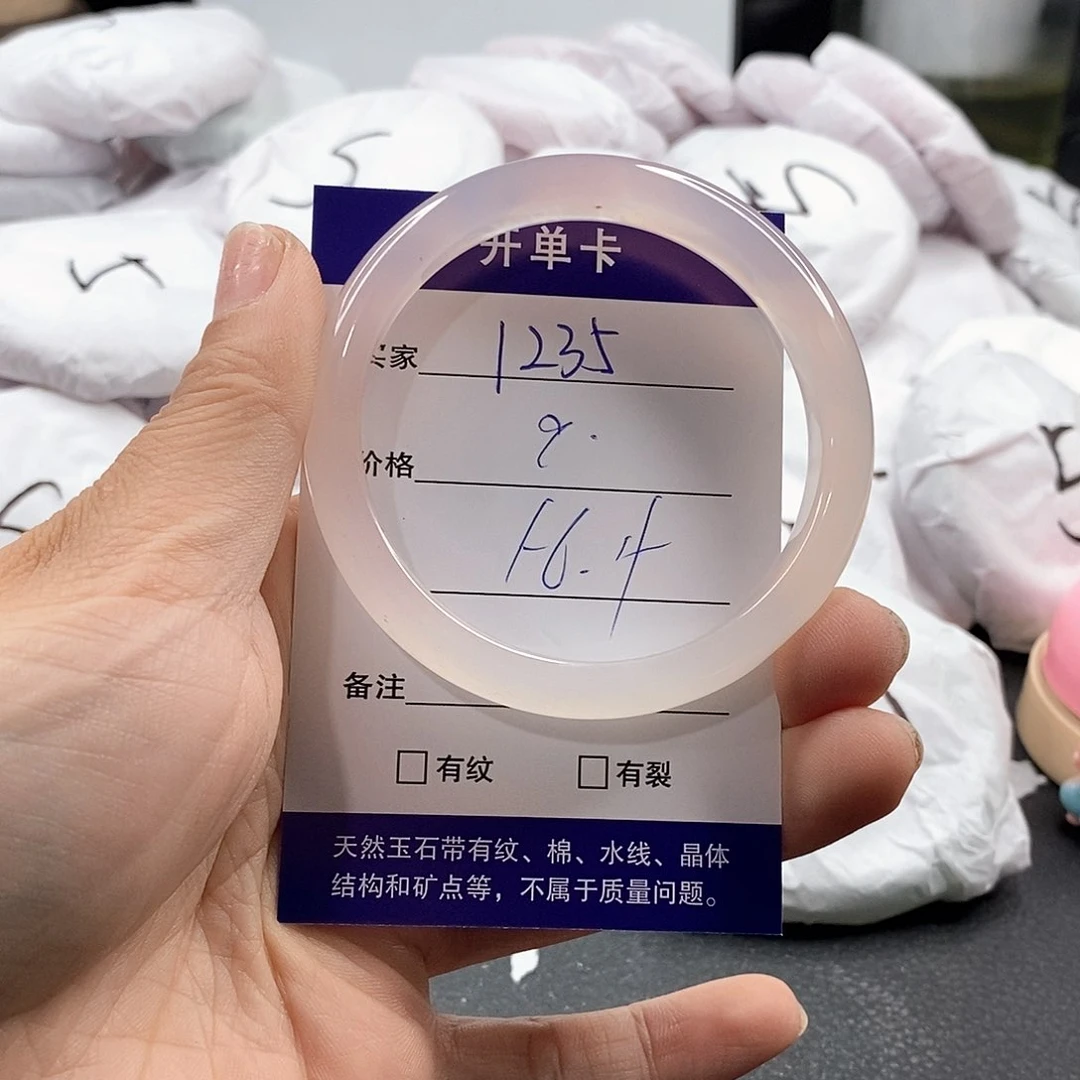 开单卡
买家 1235
价格
56.4
备注
□有纹 □有裂
天然玉石带有纹、棉、水线、晶体
结构和矿点等，不属于质量问题。